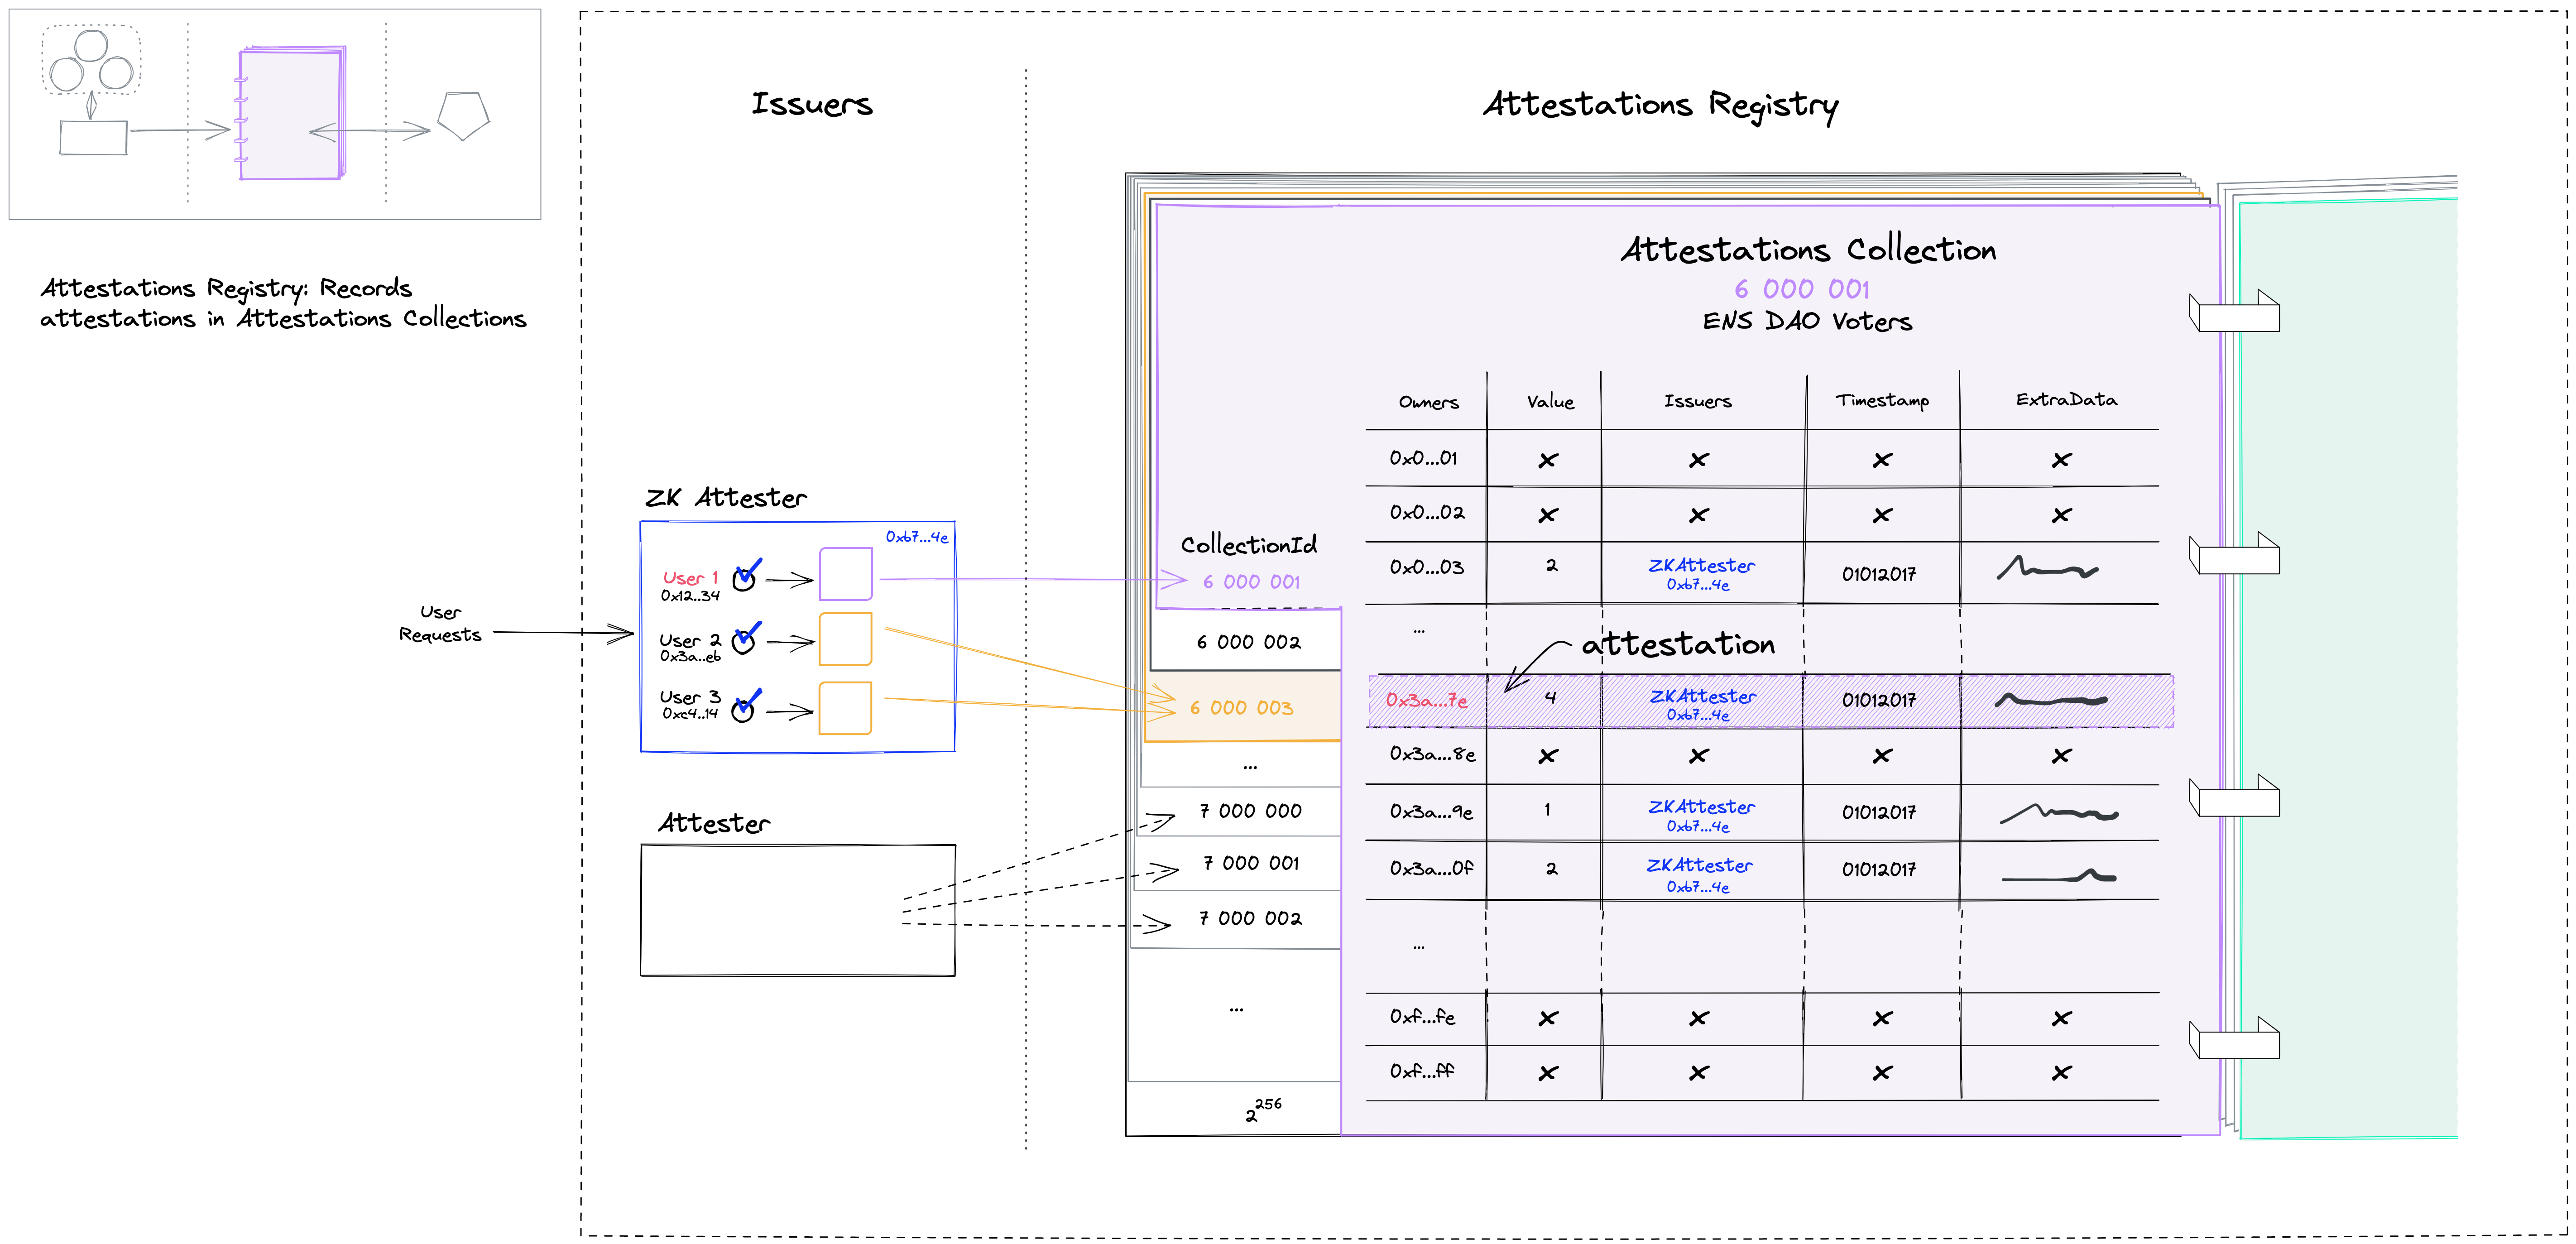 Attestations Registry: Records
attestations in Attestations Collections
User
Requests
Issuers
ZK Attester
0xb7...4e
User 1
0x12..34
User 2
0x3a..eb
User 3
0xc4..14
Attester
Attestations Registry
CollectionId
6 000 001
6 000 002
6 000 003
...
7 000 000
7 000 001
7 000 002
...
2^256
Attestations Collection
6 000 001
ENS DAO Voters
Owners Value Issuers Timestamp ExtraData
0x0...01 x x x x
0x0...02 x x x x
0x0...03 2 ZKAttester 01012017
0xb7...4e
...
attestation
0x3a...7e 4 ZKAttester 01012017
0xb7...4e
0x3a...8e x x x x
0x3a...9e 1 ZKAttester 01012017
0xb7...4e
0x3a...0f 2 ZKAttester 01012017
0xb7...4e
...
0xf...fe x x x x
0xf...ff x x x x